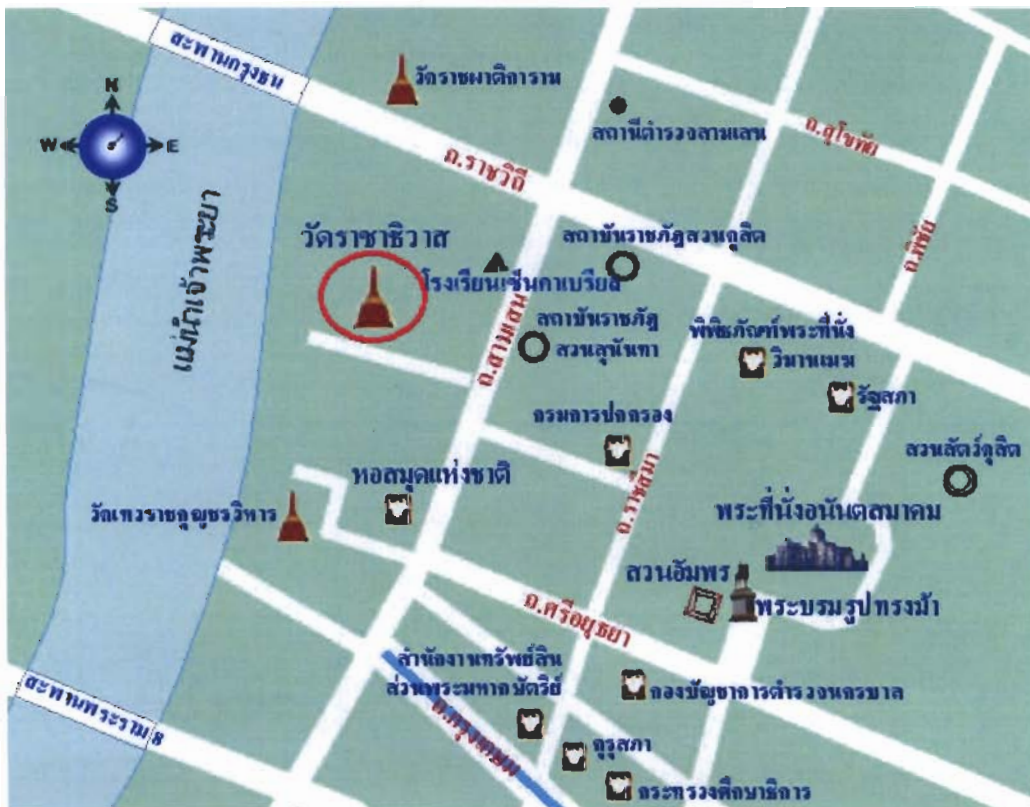 สะพานกรุงธน
วัดราชผาติการาม
สถานีตำรวจสามเสน
ถ.สุโขทัย
N
W
E
S
ถ.ราชวิถี
แม่น้ำเจ้าพระยา
วัดราชาธิวาส
สถาบันราชภัฏสวนดุสิต
ถ.พิชัย
โรงเรียนเซ็นคาเบรียล
สถาบันราชภัฏ
สวนสุนันทา
ถ.สามเสน
พิพิธภัณฑ์พระที่นั่ง
วิมานเมฆ
รัฐสภา
กรมการปกครอง
สวนสัตว์ดุสิต
หอสมุดแห่งชาติ
ถ.ราชสีมา
วัดเทวราชกุญชรวิหาร
พระที่นั่งอนันตสมาคม
สวนอัมพร
พระบรมรูปทรงม้า
ถ.ศรีอยุธยา
สำนักงานทรัพย์สิน
ส่วนพระมหากษัตริย์
กองบัญชาการตำรวจนครบาล
สะพานพระราม 8
ถ.กรุงเกษม
คุรุสภา
กระทรวงศึกษาธิการ